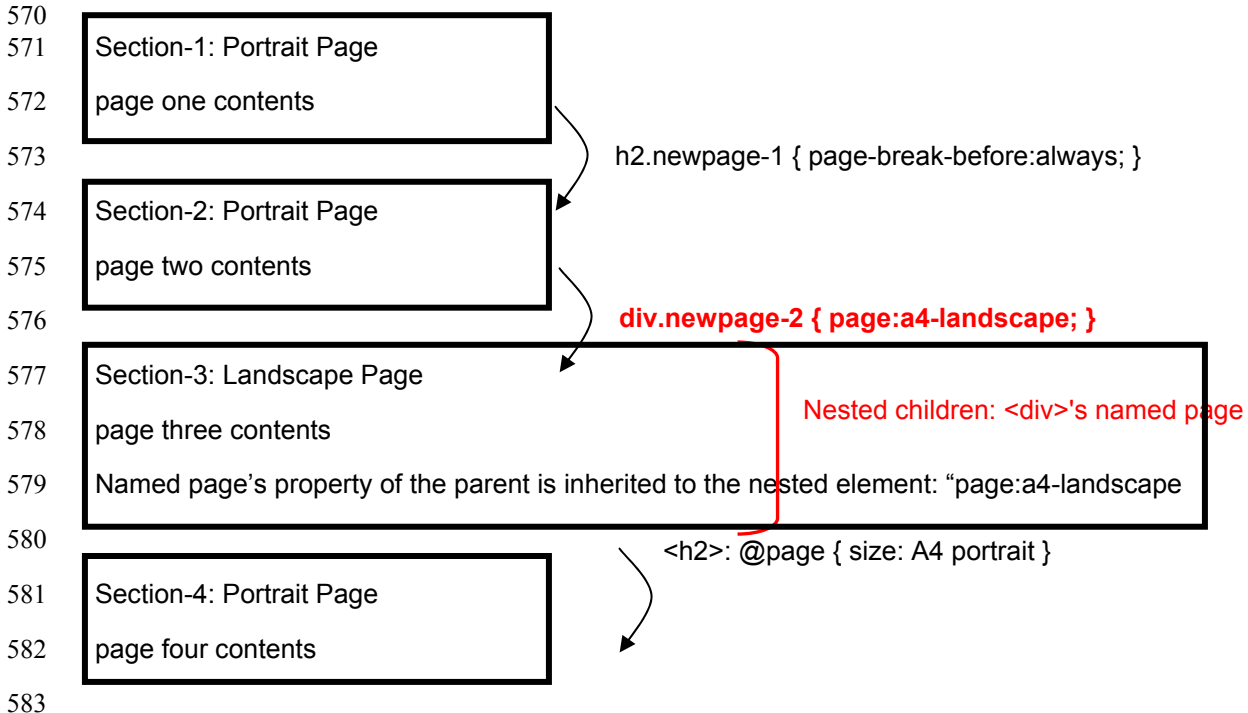 570
571 Section-1: Portrait Page
572 page one contents
573 h2.newpage-1 { page-break-before:always; }
574 Section-2: Portrait Page
575 page two contents
576 div.newpage-2 { page:a4-landscape; }
577 Section-3: Landscape Page
Nested children: <div>'s named page
578 page three contents
579 Named page’s property of the parent is inherited to the nested element: “page:a4-landscape
580 <h2>: @page { size: A4 portrait }
581 Section-4: Portrait Page
582 page four contents
583